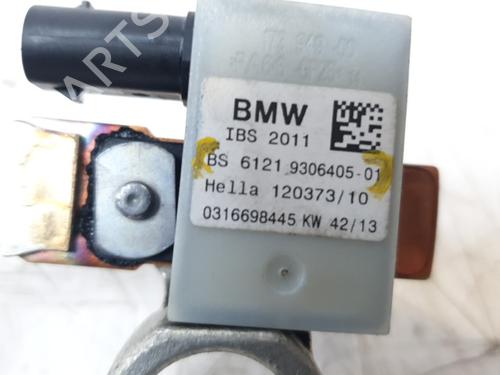 BMW
IBS 2011
BS 6121 9306405-01
Hella 120373/10
0316698445 KW 42/13